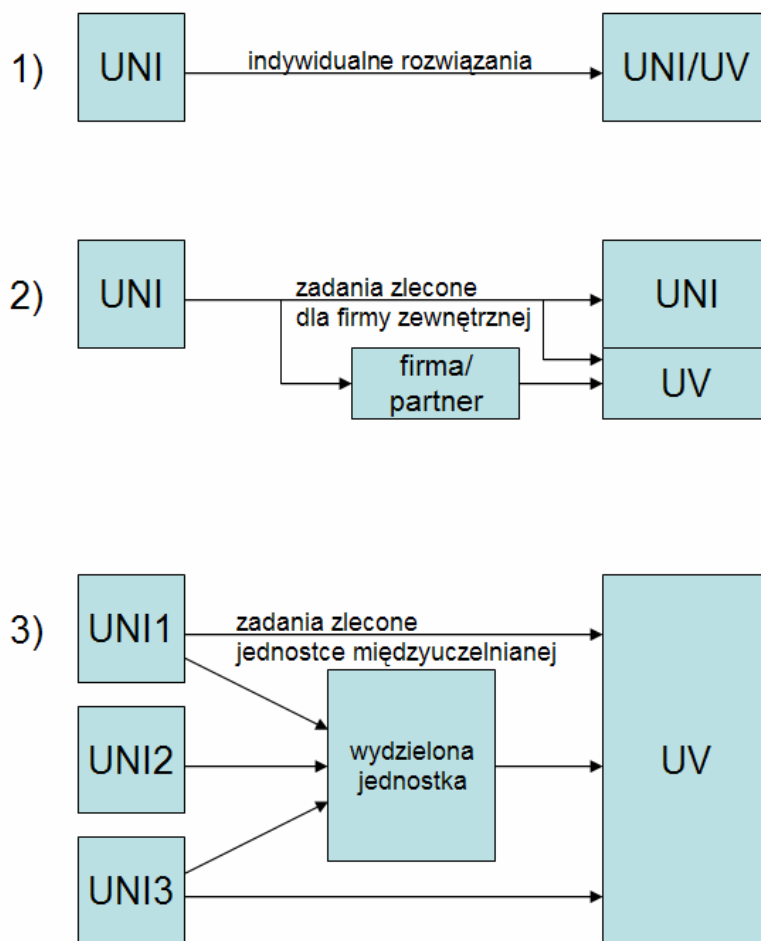 1)
UNI
indywidualne rozwiązania
UNI/UV
2)
UNI
zadania zlecone
dla firmy zewnętrznej
UNI
firma/
partner
UV
3)
UNI1
zadania zlecone
jednostce międzyuczelnianej
UNI2
wydzielona
jednostka
UV
UNI3